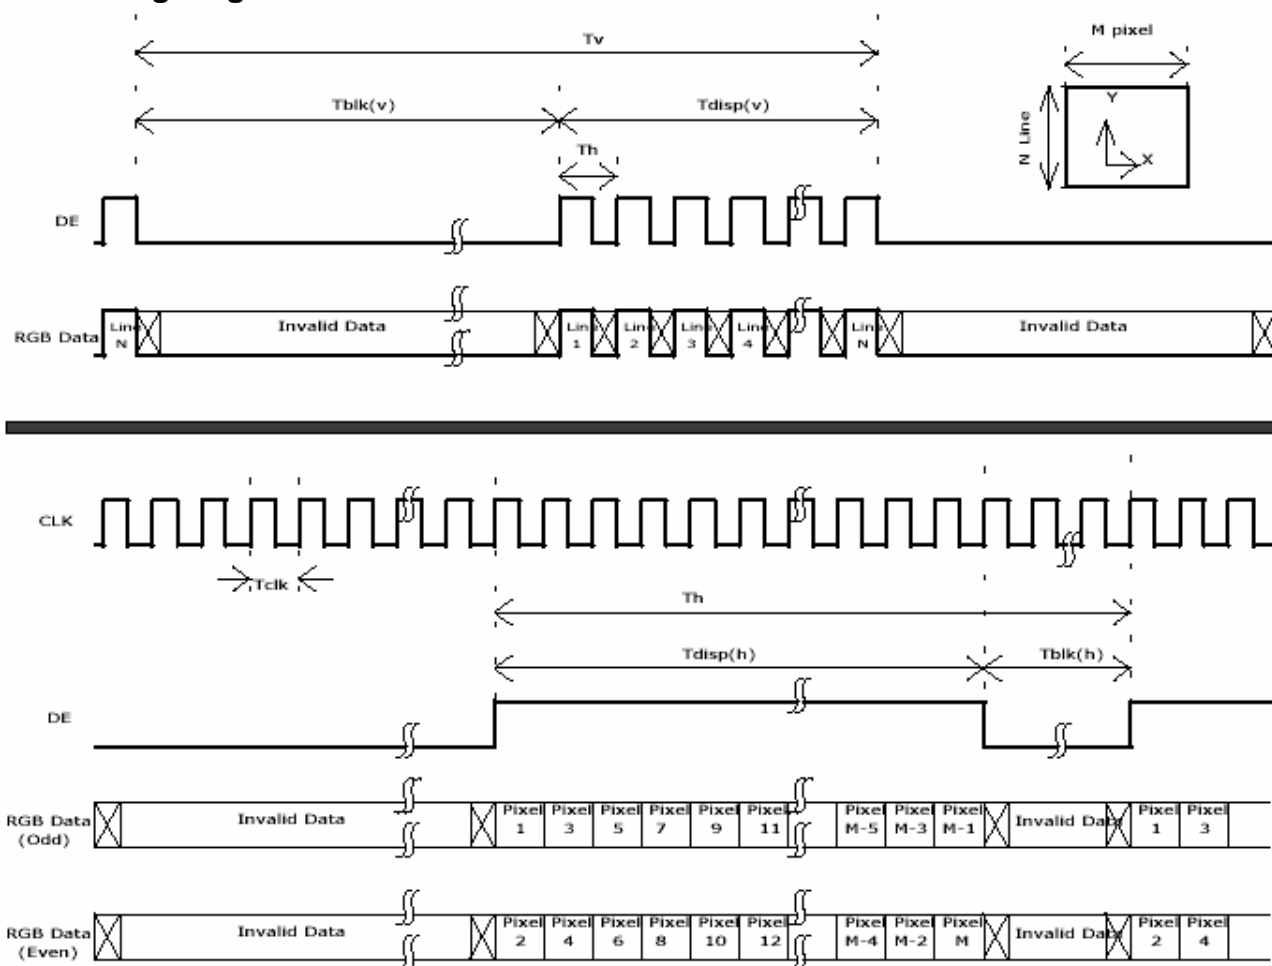 Tv
M pixel
Tblk(v)
Tdisp(v)
Y
N Line
Th
X
DE
RGB Data
Line N
Invalid Data
Line 1
Line 2
Line 3
Line 4
Line N
Invalid Data
CLK
Tclk
Th
Tdisp(h)
Tblk(h)
DE
RGB Data
(Odd)
Invalid Data
Pixel 1
Pixel 3
Pixel 5
Pixel 7
Pixel 9
Pixel 11
Pixel M-5
Pixel M-3
Pixel M-1
Invalid Data
Pixel 1
Pixel 3
RGB Data
(Even)
Invalid Data
Pixel 2
Pixel 4
Pixel 6
Pixel 8
Pixel 10
Pixel 12
Pixel M-4
Pixel M-2
Pixel M
Invalid Data
Pixel 2
Pixel 4